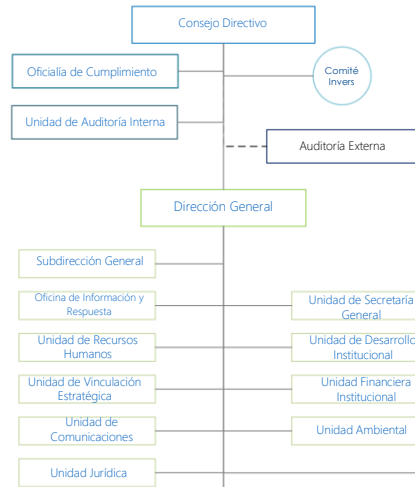 Consejo Directivo
Oficialía de Cumplimiento
Comité
Invers
Unidad de Auditoría Interna
Auditoría Externa
Dirección General
Subdirección General
Oficina de Información y
Respuesta
Unidad de Secretaría
General
Unidad de Recursos
Humanos
Unidad de Desarrollo
Institucional
Unidad de Vinculación
Estratégica
Unidad Financiera
Institucional
Unidad de
Comunicaciones
Unidad Ambiental
Unidad Jurídica